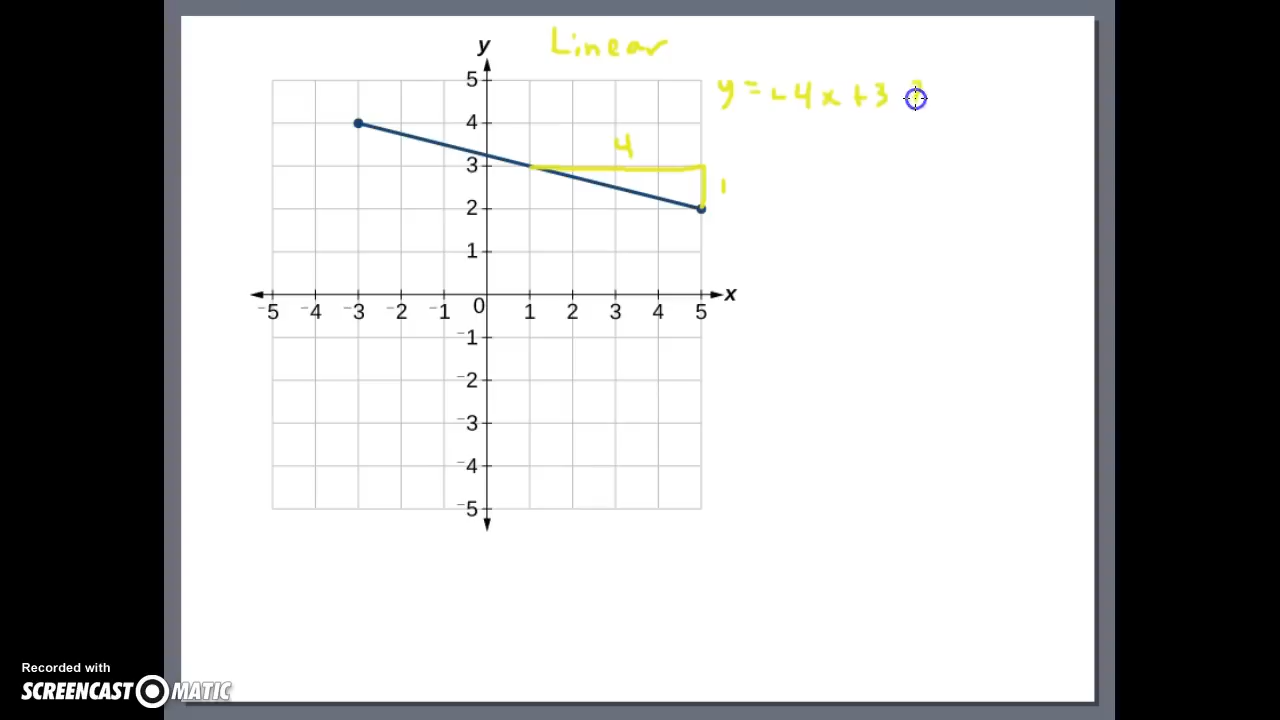 Linear
y
y = -4x + 3
5
4
4
3
1
2
1
x
-5 -4 -3 -2 -1 0 1 2 3 4 5
-1
-2
-3
-4
-5
Recorded with
SCREENCAST MATIC